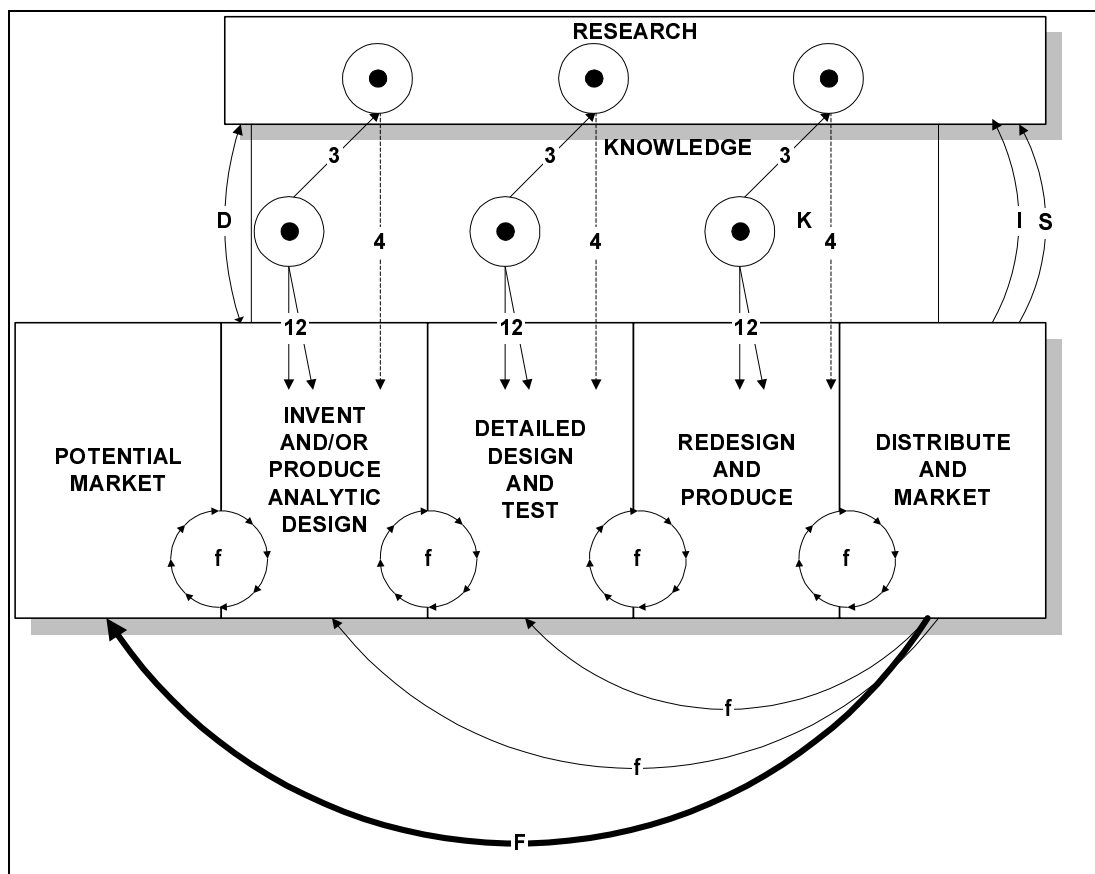 RESEARCH
KNOWLEDGE
3
3
3
D
K
I
S
4
4
4
12
12
12
POTENTIAL
MARKET
INVENT
AND/OR
PRODUCE
ANALYTIC
DESIGN
DETAILED
DESIGN
AND
TEST
REDESIGN
AND
PRODUCE
DISTRIBUTE
AND
MARKET
f
f
f
f
f
f
F